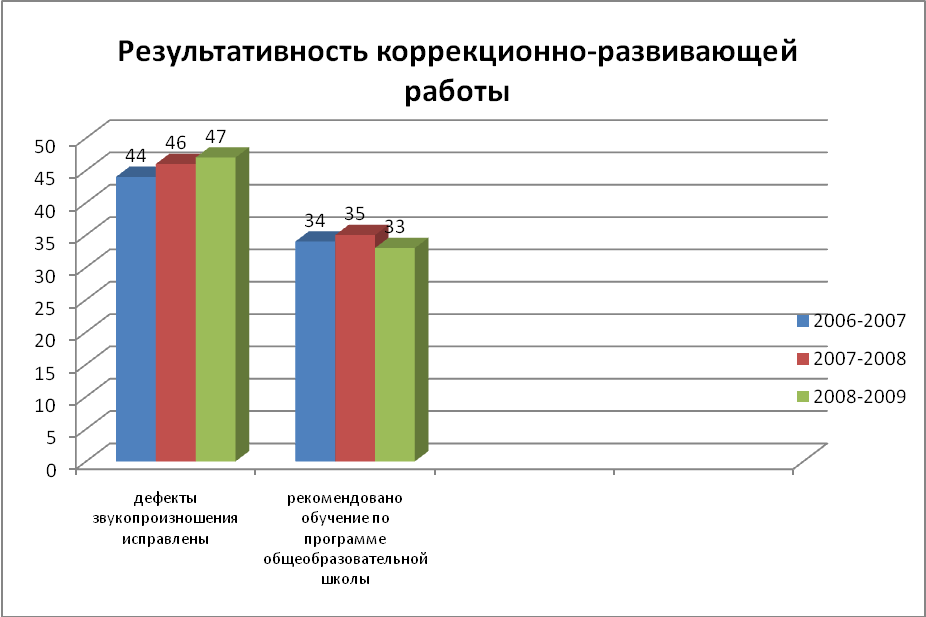 Результативность коррекционно-развивающей
работы
50
45
40
35
30
25
20
15
10
5
0
44
46
47
34
35
33
дефекты
звукопроизношения
исправлены
рекомендовано
обучение по
программе
общеобразовательной
школы
2006-2007
2007-2008
2008-2009